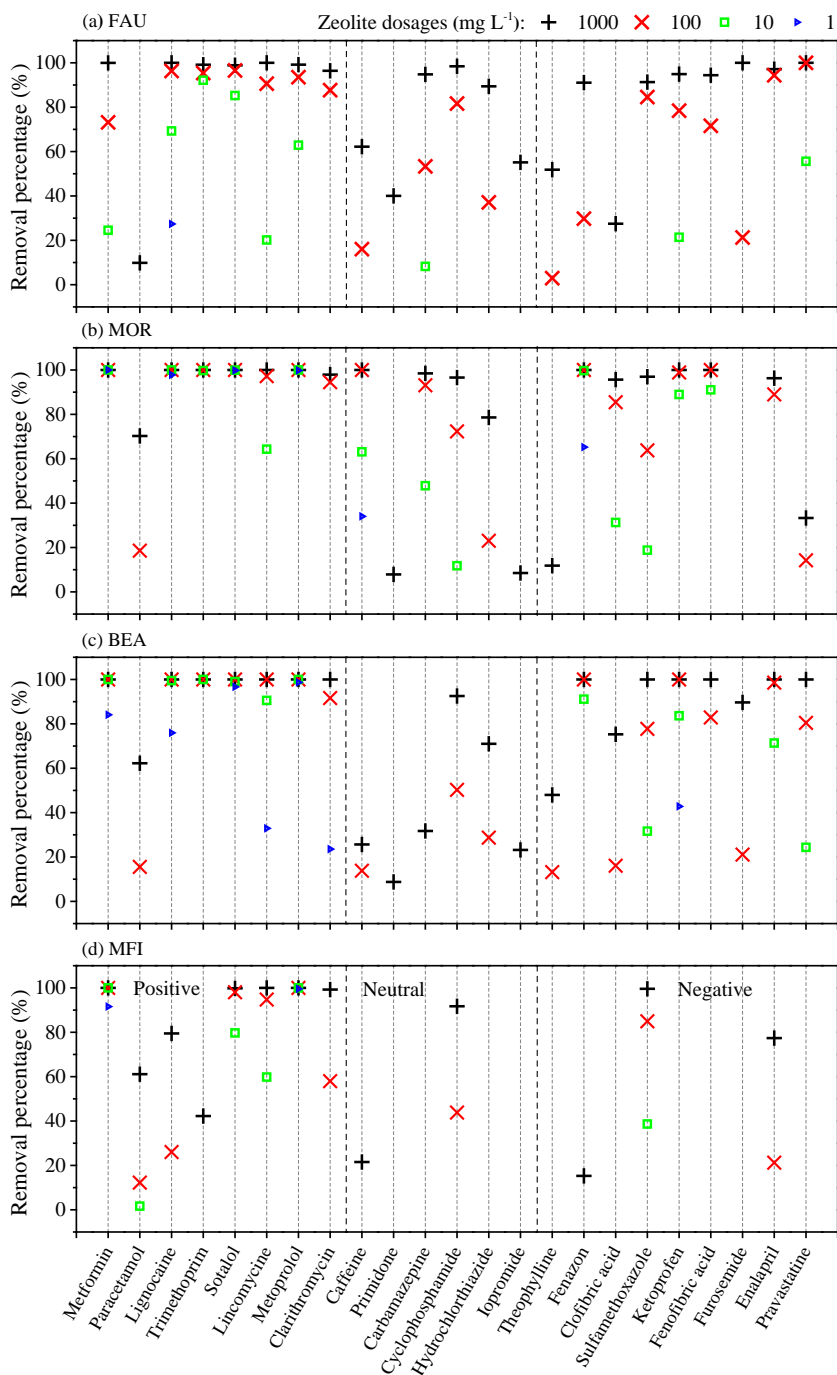 (a) FAU Zeolite dosages (mg L⁻¹): 1000 100 10 1
Removal percentage (%)
100
80
60
40
20
0
(b) MOR
Removal percentage (%)
100
80
60
40
20
0
(c) BEA
Removal percentage (%)
100
80
60
40
20
0
(d) MFI
Removal percentage (%)
100
80
60
40
20
0
Positive Neutral Negative
Metformin
Paracetamol
Lignocaine
Trimethoprim
Sotalol
Lincomycine
Metoprolol
Clarithromycin
Caffeine
Primidone
Carbamazepine
Cyclophosphamide
Hydrochlorthiazide
Iopromide
Theophylline
Fenazon
Clofibric acid
Sulfamethoxazole
Ketoprofen
Fenofibric acid
Furosemide
Enalapril
Pravastatine